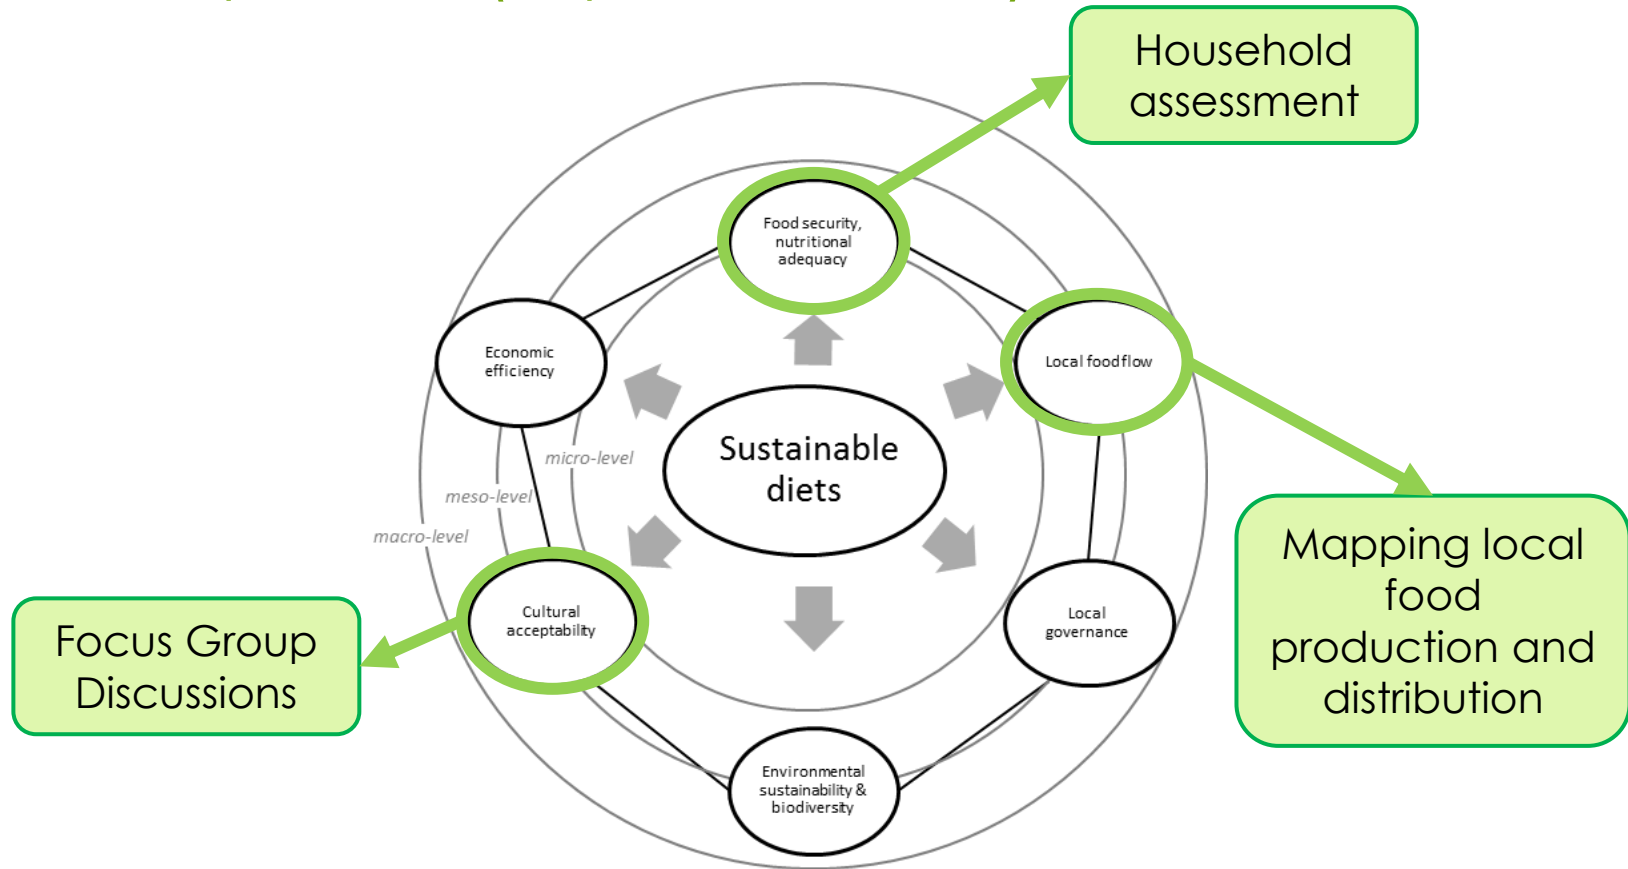 Household
assessment
Food security,
nutritional
adequacy
Economic
efficiency
Local foodflow
Sustainable
diets
micro-level
meso-level
macro-level
Mapping local
food
production and
distribution
Focus Group
Discussions
Cultural
acceptability
Local
governance
Environmental
sustainability &
biodiversity